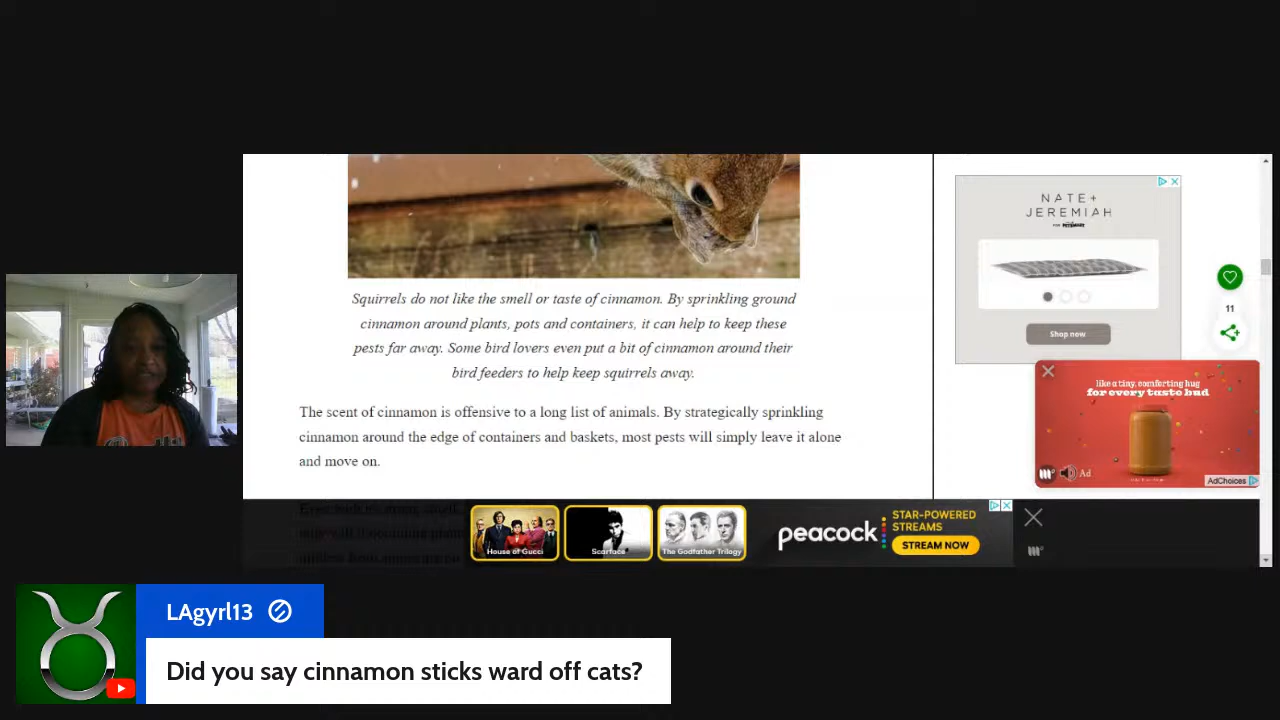 Squirrels do not like the smell or taste of cinnamon. By sprinkling ground
cinnamon around plants, pots and containers, it can help to keep these
pests far away. Some bird lovers even put a bit of cinnamon around their
bird feeders to help keep squirrels away.
The scent of cinnamon is offensive to a long list of animals. By strategically sprinkling
cinnamon around the edge of containers and baskets, most pests will simply leave it alone
and move on.
NATE+
JEREMIAH
FOR
Shop now
11
like a tiny, comforting hug
for every taste bud
Ad
AdChoices
House of Gucci
Scarface
The Godfather Trilogy
peacock
STAR-POWERED
STREAMS
STREAM NOW
LAgyrl13
Did you say cinnamon sticks ward off cats?